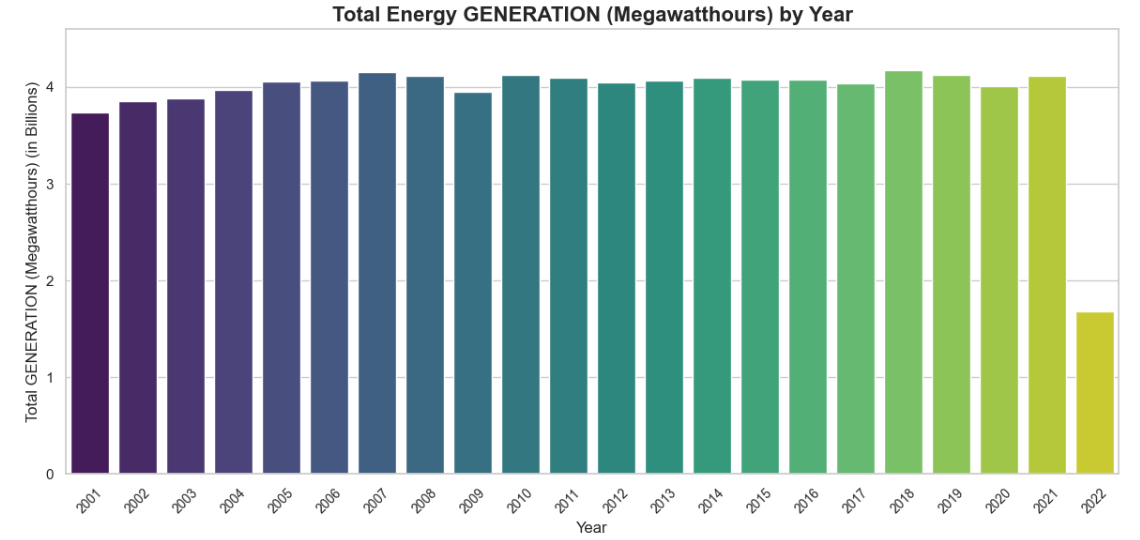 Total Energy GENERATION (Megawatthours) by Year
Total GENERATION (Megawatthours) (in Billions)
4
3
2
1
0
2001 2002 2003 2004 2005 2006 2007 2008 2009 2010 2011 2012 2013 2014 2015 2016 2017 2018 2019 2020 2021 2022
Year